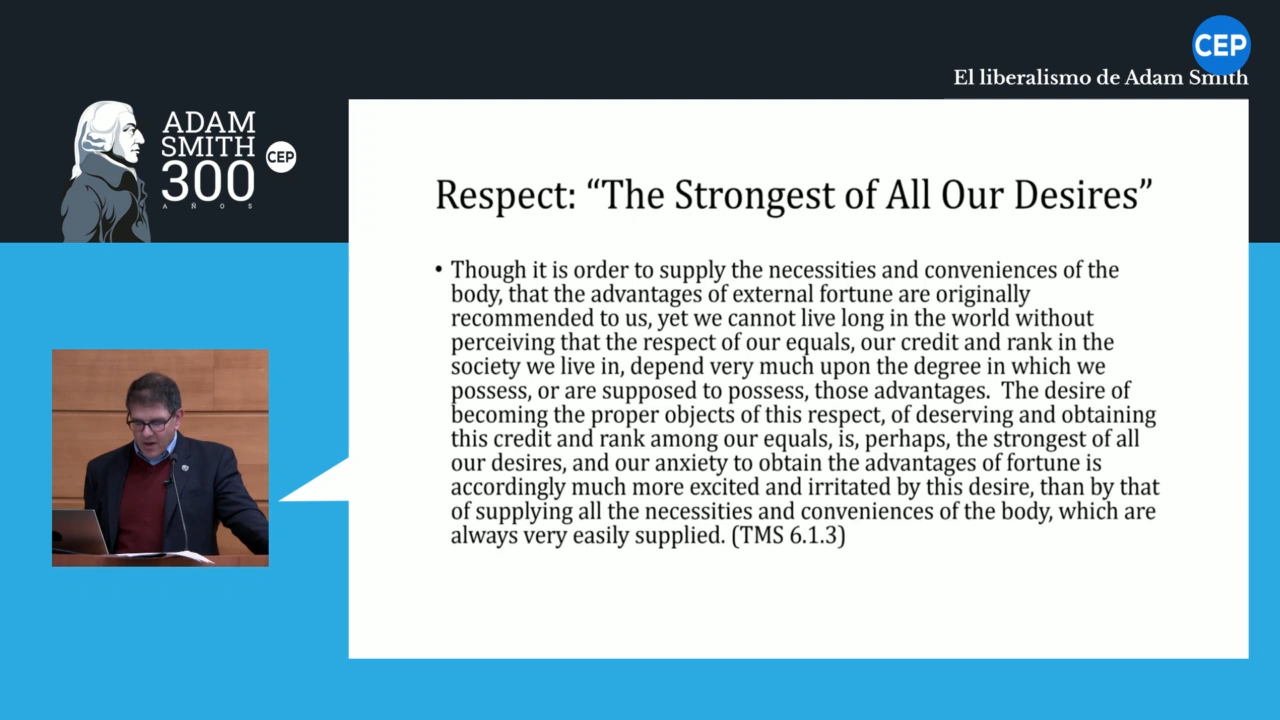 CEP
El liberalismo de Adam Smith
ADAM
SMITH
300
AÑOS
CEP
Respect: “The Strongest of All Our Desires”
• Though it is order to supply the necessities and conveniences of the
body, that the advantages of external fortune are originally
recommended to us, yet we cannot live long in the world without
perceiving that the respect of our equals, our credit and rank in the
society we live in, depend very much upon the degree in which we
possess, or are supposed to possess, those advantages.  The desire of
becoming the proper objects of this respect, of deserving and obtaining
this credit and rank among our equals, is, perhaps, the strongest of all
our desires, and our anxiety to obtain the advantages of fortune is
accordingly much more excited and irritated by this desire, than by that
of supplying all the necessities and conveniences of the body, which are
always very easily supplied. (TMS 6.1.3)